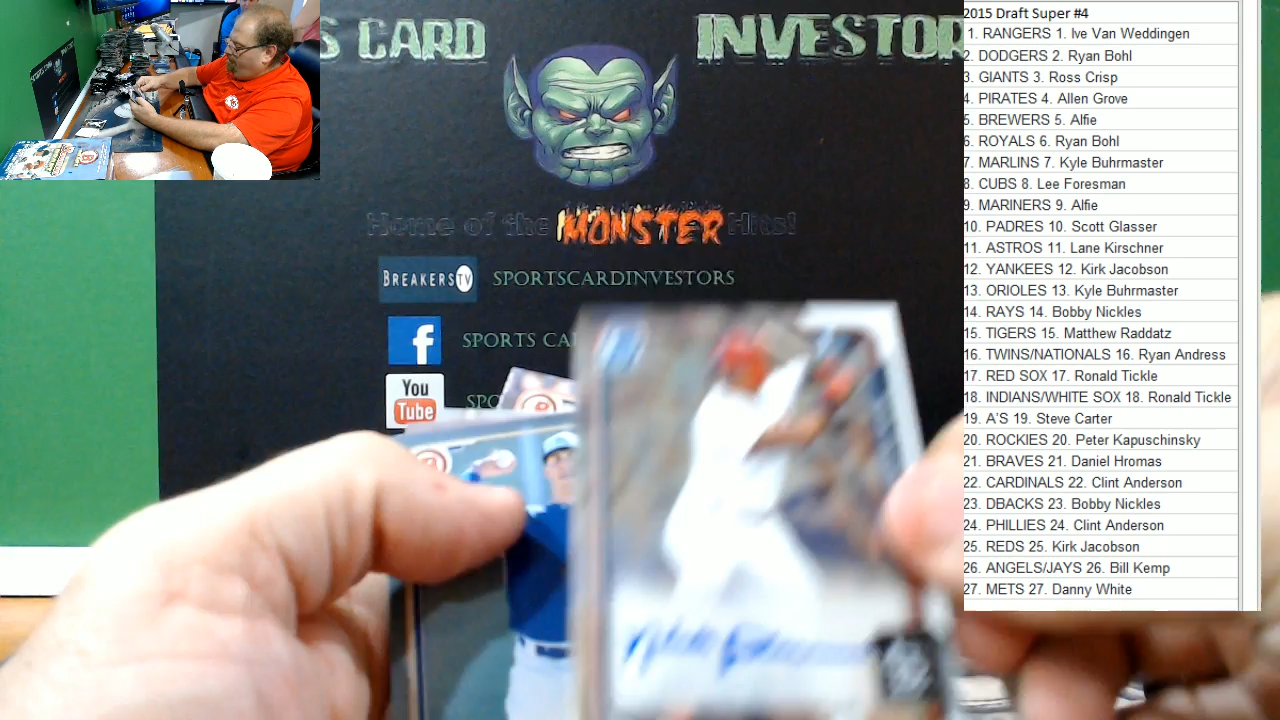 S CARD INVESTOR
Home of the MONSTER Hits!
BREAKERSTV SPORTSCARDINVESTORS
f SPORTS CA
You Tube SPO
2015 Draft Super #4
1. RANGERS 1. Ive Van Weddingen
2. DODGERS 2. Ryan Bohl
3. GIANTS 3. Ross Crisp
4. PIRATES 4. Allen Grove
5. BREWERS 5. Alfie
6. ROYALS 6. Ryan Bohl
7. MARLINS 7. Kyle Buhrmaster
8. CUBS 8. Lee Foresman
9. MARINERS 9. Alfie
10. PADRES 10. Scott Glasser
11. ASTROS 11. Lane Kirschner
12. YANKEES 12. Kirk Jacobson
13. ORIOLES 13. Kyle Buhrmaster
14. RAYS 14. Bobby Nickles
15. TIGERS 15. Matthew Raddatz
16. TWINS/NATIONALS 16. Ryan Andress
17. RED SOX 17. Ronald Tickle
18. INDIANS/WHITE SOX 18. Ronald Tickle
19. A'S 19. Steve Carter
20. ROCKIES 20. Peter Kapuschinsky
21. BRAVES 21. Daniel Hromas
22. CARDINALS 22. Clint Anderson
23. DBACKS 23. Bobby Nickles
24. PHILLIES 24. Clint Anderson
25. REDS 25. Kirk Jacobson
26. ANGELS/JAYS 26. Bill Kemp
27. METS 27. Danny White